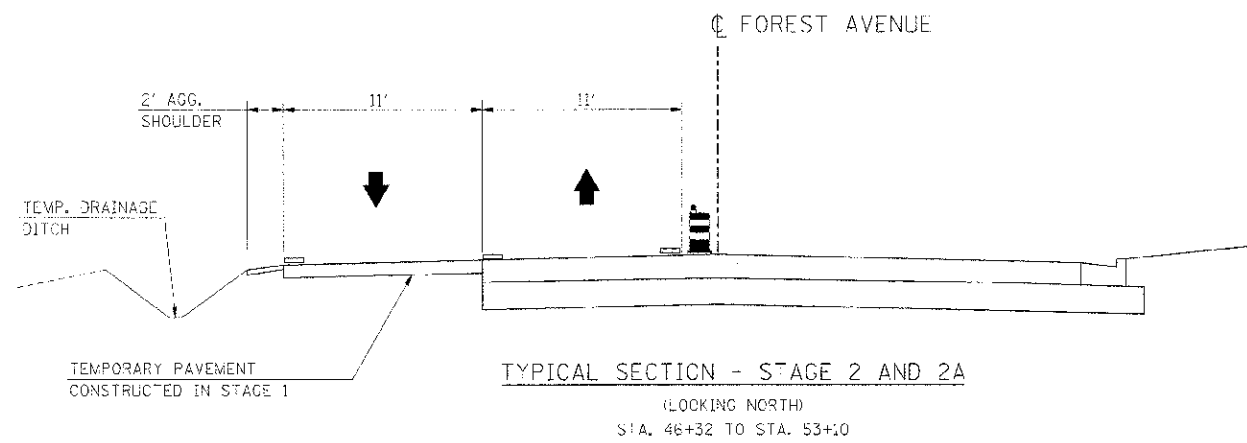 ℄ FOREST AVENUE
2' AGG.
SHOULDER
11'
11'
TEMP. DRAINAGE
DITCH
TEMPORARY PAVEMENT
CONSTRUCTED IN STAGE 1
TYPICAL SECTION - STAGE 2 AND 2A
(LOOKING NORTH)
STA. 46+32 TO STA. 53+20